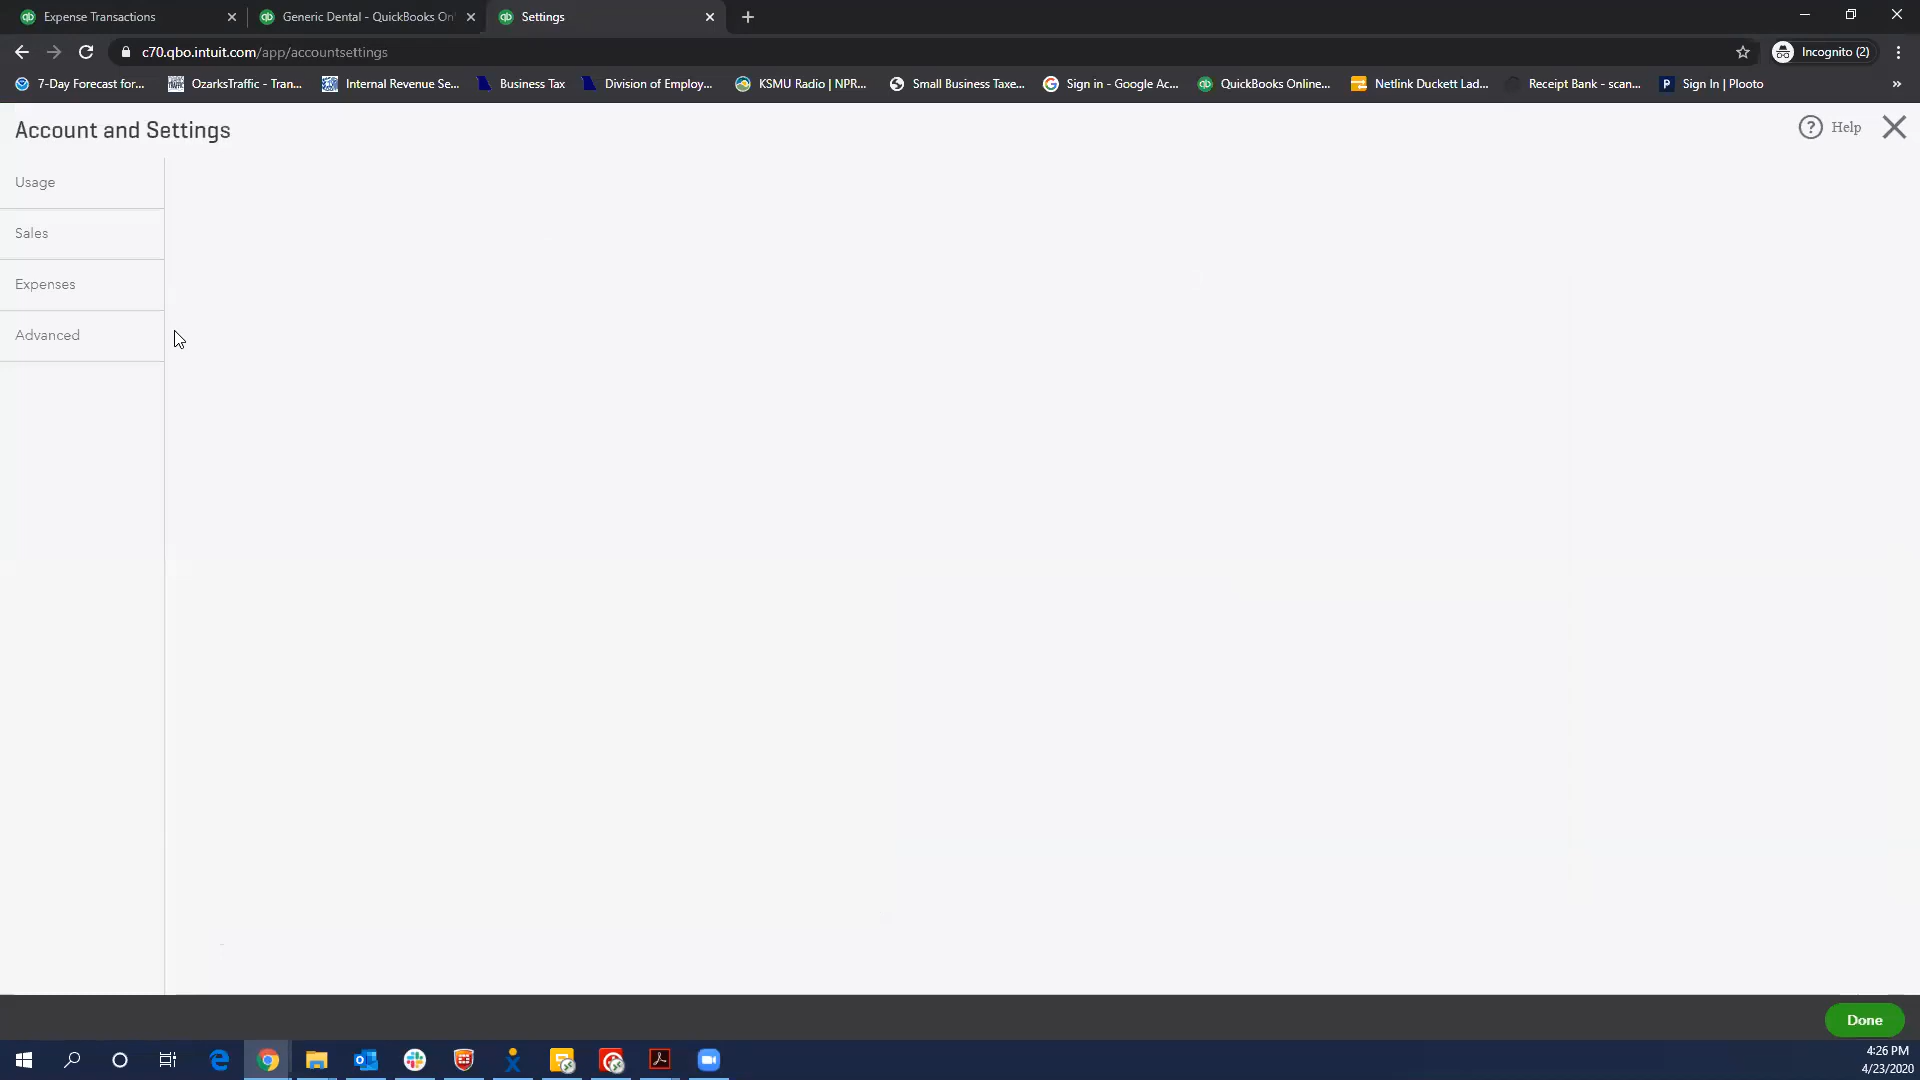 Expense Transactions
Generic Dental - QuickBooks On
Settings
c70.qbo.intuit.com/app/accountsettings
Incognito (2)
7-Day Forecast for...
OzarksTraffic - Tran...
Internal Revenue Se...
Business Tax
Division of Employ...
KSMU Radio | NPR...
Small Business Taxe...
Sign in - Google Ac...
QuickBooks Online...
Netlink Duckett Lad...
Receipt Bank - scan...
Sign In | Plooto
Account and Settings
Help
Usage
Sales
Expenses
Advanced
Done
4:26 PM
4/23/2020